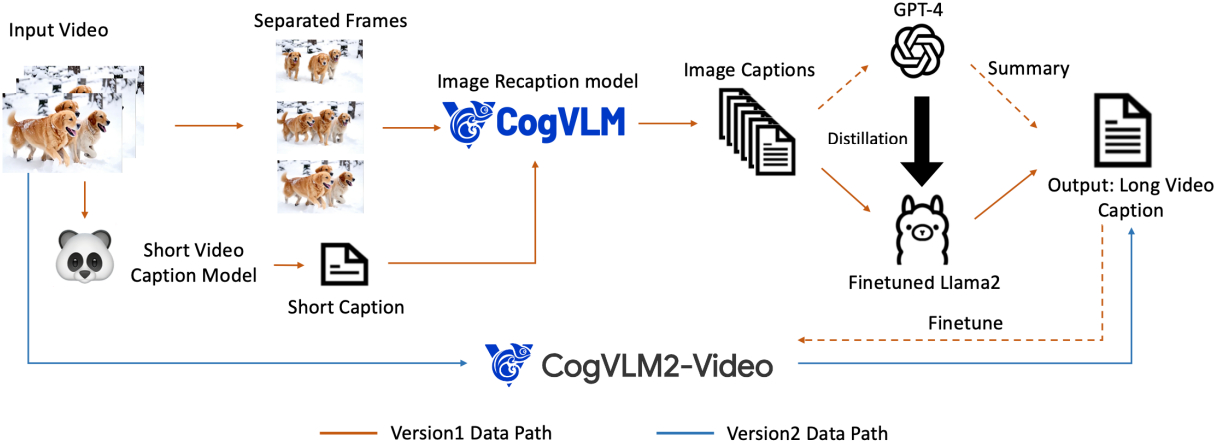 Input Video
Separated Frames
GPT-4
Image Recaption model
CogVLM
Image Captions
Summary
Distillation
Output: Long Video
Caption
Short Video
Caption Model
Short Caption
Finetuned Llama2
Finetune
CogVLM2-Video
Version1 Data Path
Version2 Data Path